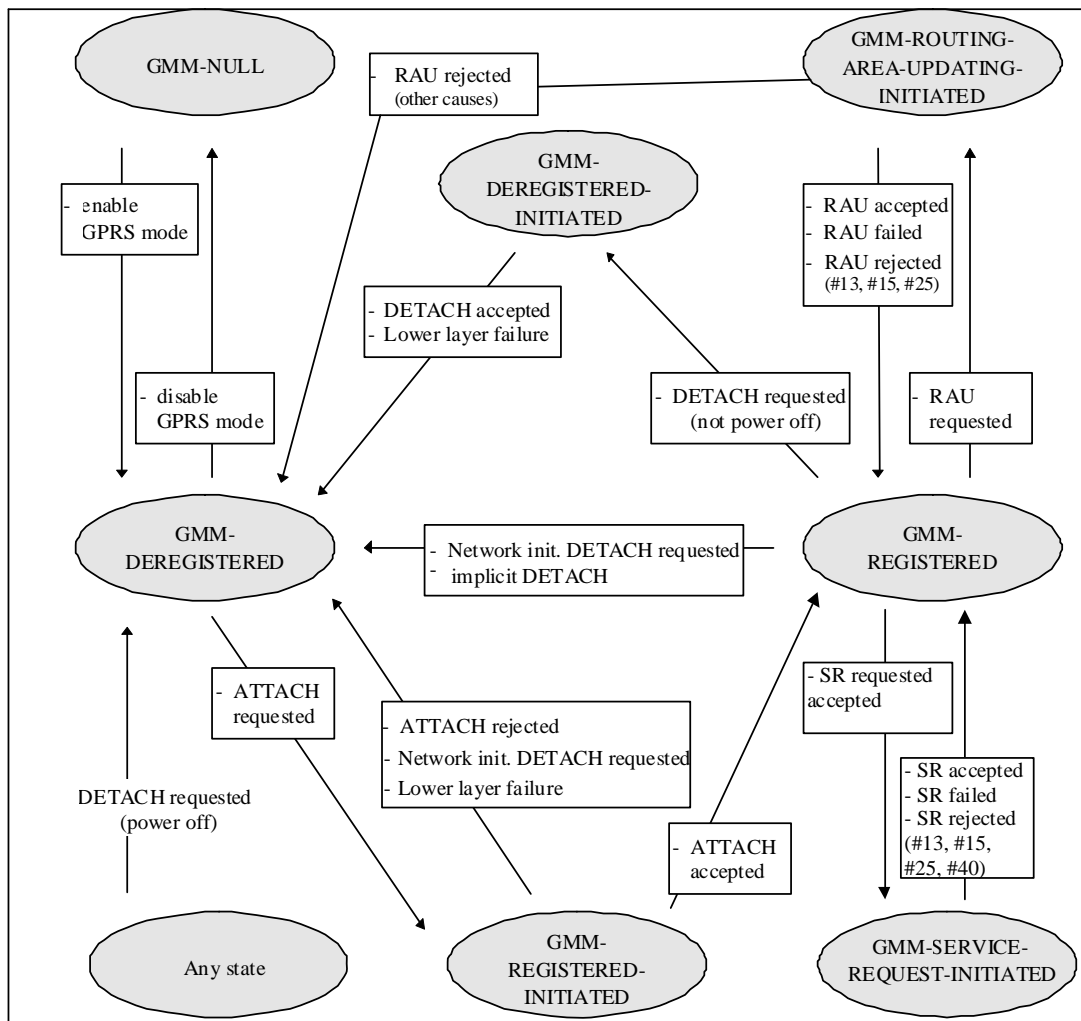 GMM-NULL
GMM-ROUTING-
AREA-UPDATING-
INITIATED
- RAU rejected
(other causes)
GMM-
DEREGISTERED-
INITIATED
- enable
GPRS mode
- RAU accepted
- RAU failed
- RAU rejected
(#13, #15, #25)
- DETACH accepted
- Lower layer failure
- disable
GPRS mode
- DETACH requested
(not power off)
- RAU
requested
GMM-
DEREGISTERED
- Network init. DETACH requested
- implicit DETACH
GMM-
REGISTERED
- ATTACH
requested
- ATTACH rejected
- Network init. DETACH requested
- Lower layer failure
- SR requested
accepted
DETACH requested
(power off)
- ATTACH
accepted
- SR accepted
- SR failed
- SR rejected
(#13, #15,
#25, #40)
Any state
GMM-
REGISTERED-
INITIATED
GMM-SERVICE-
REQUEST-INITIATED